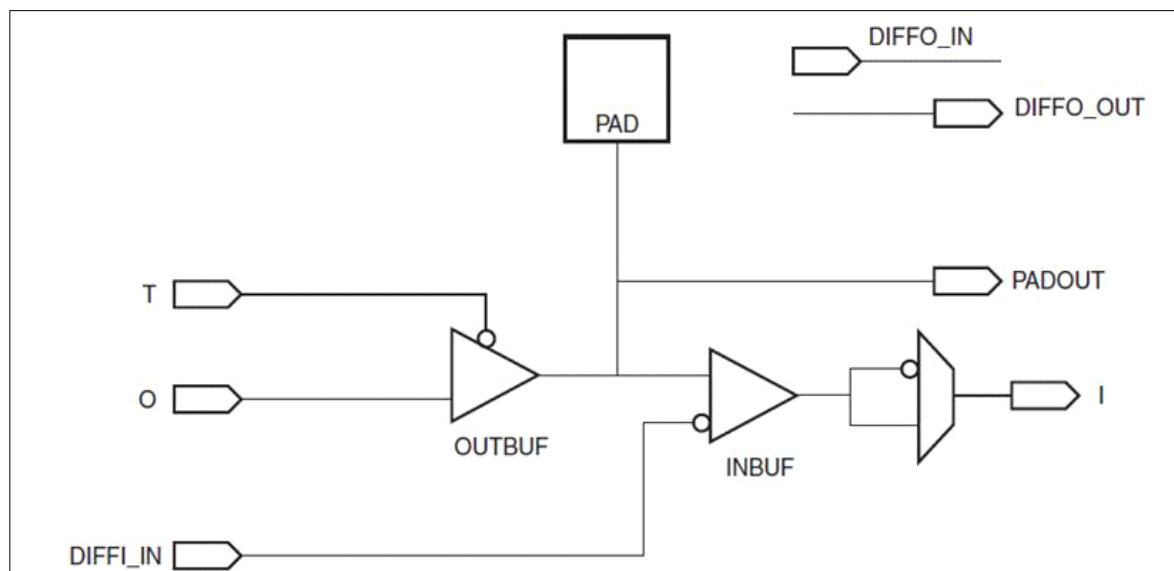 DIFFO_IN
DIFFO_OUT
PAD
PADOUT
T
O
OUTBUF
INBUF
I
DIFFI_IN